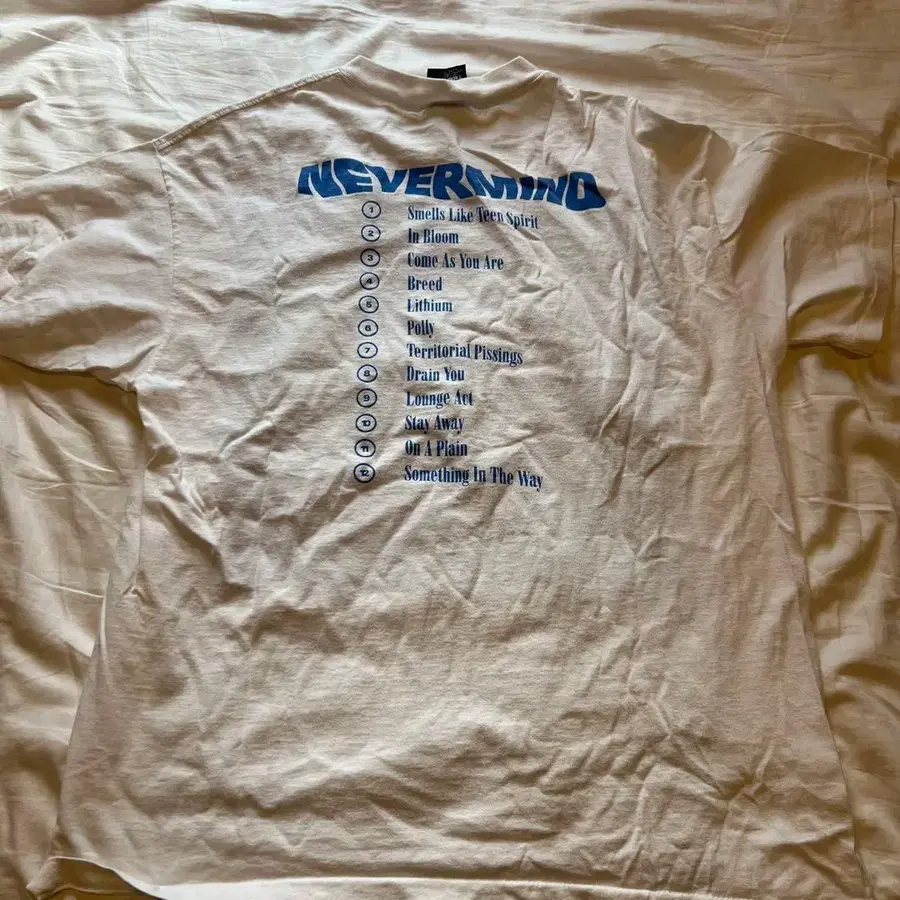 NEVERMIND
1 Smells Like Teen Spirit
2 In Bloom
3 Come As You Are
4 Breed
5 Lithium
6 Polly
7 Territorial Pissings
8 Drain You
9 Lounge Act
10 Stay Away
11 On A Plain
12 Something In The Way